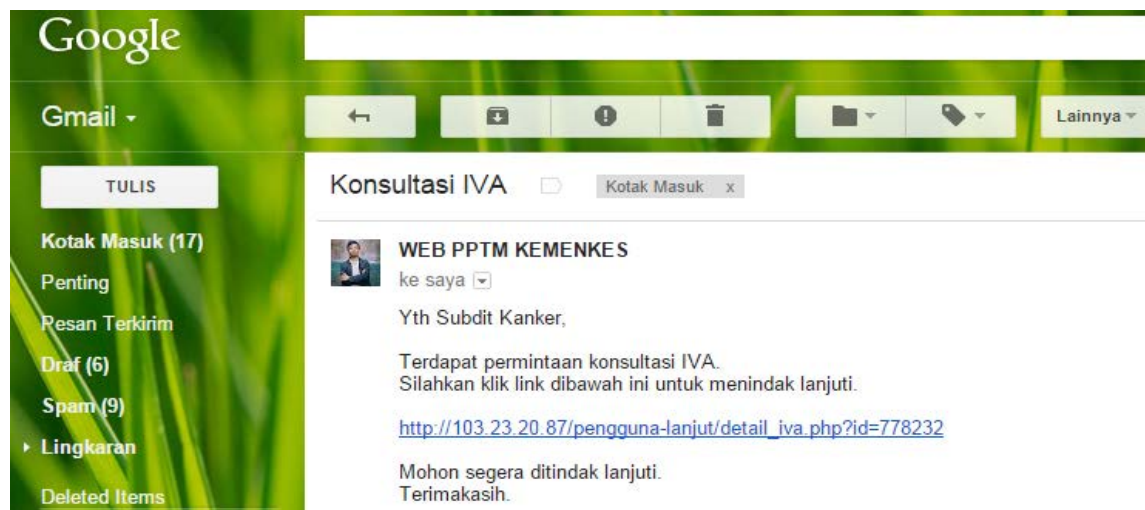 Google
Gmail
Lainnya
TULIS
Konsultasi IVA
Kotak Masuk x
Kotak Masuk (17)
Penting
Pesan Terkirim
Draf (6)
Spam (9)
Lingkaran
Deleted Items
WEB PPTM KEMENKES
ke saya
Yth Subdit Kanker,
Terdapat permintaan konsultasi IVA.
Silahkan klik link dibawah ini untuk menindak lanjuti.
http://103.23.20.87/pengguna-lanjut/detail_iva.php?id=778232
Mohon segera ditindak lanjuti.
Terimakasih.